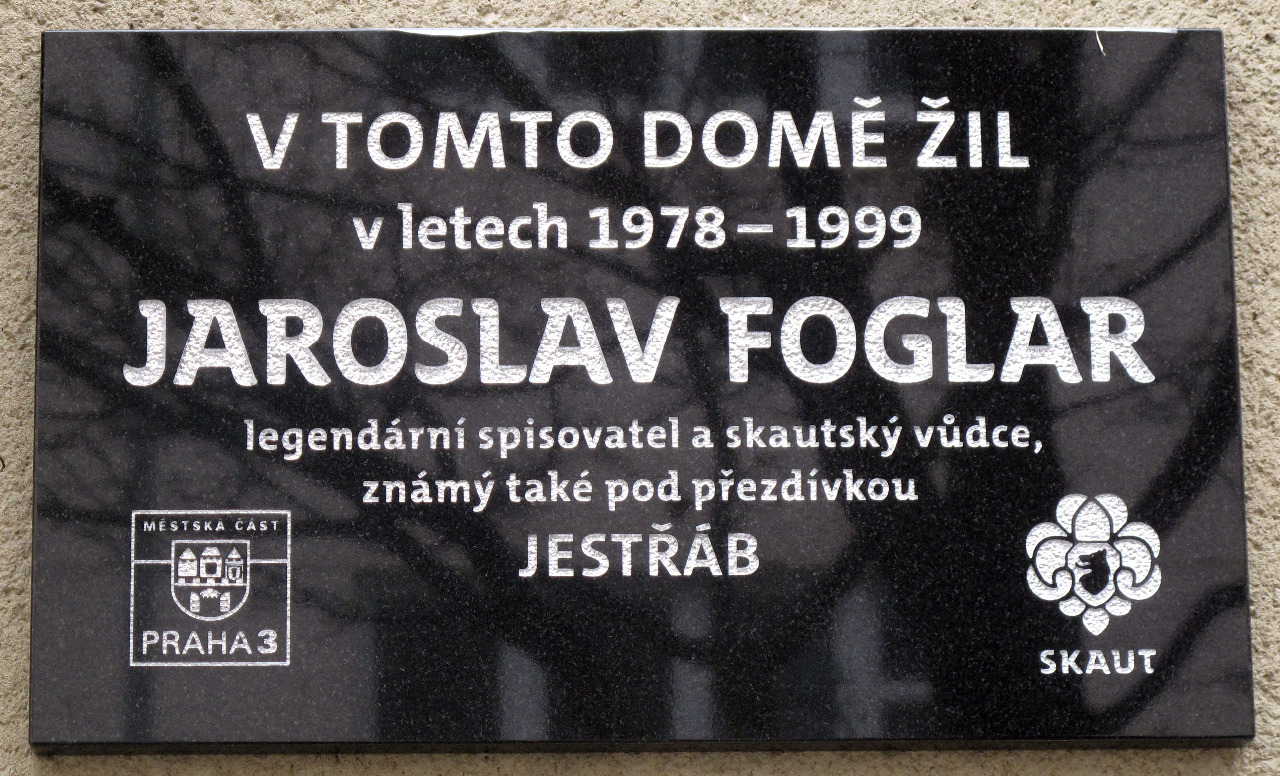 V TOMTO DOMĚ ŽIL
v letech 1978 – 1999
JAROSLAV FOGLAR
legendární spisovatel a skautský vůdce,
známý také pod přezdívkou
JESTŘÁB
MĚSTSKÁ ČÁST
PRAHA 3
SKAUT